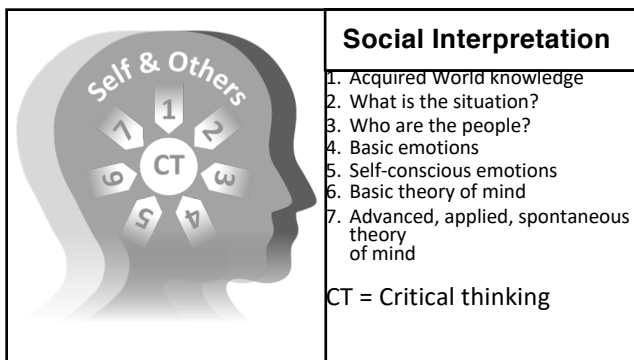 Self & Others
1
2
3
4
5
6
7
CT
Social Interpretation
1. Acquired World knowledge
2. What is the situation?
3. Who are the people?
4. Basic emotions
5. Self-conscious emotions
6. Basic theory of mind
7. Advanced, applied, spontaneous
theory
of mind
CT = Critical thinking